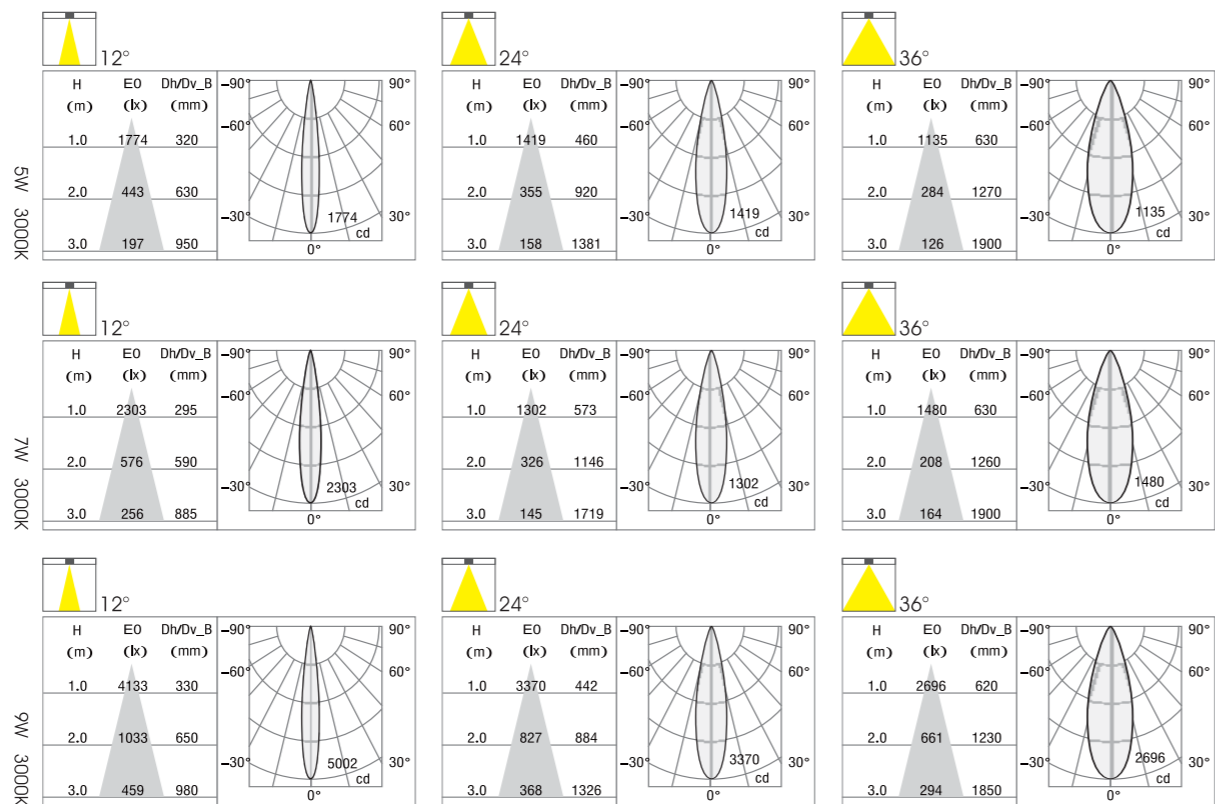 12° 24° 36°
5W 3000K
H E0 Dh/Dv_B
(m) (lx) (mm)
1.0 1774 320
2.0 443 630
3.0 197 950
-90° 90°
-60° 60°
-30° 1774 30°
cd
0°
H E0 Dh/Dv_B
(m) (lx) (mm)
1.0 1419 460
2.0 355 920
3.0 158 1381
-90° 90°
-60° 60°
-30° 1419 30°
cd
0°
H E0 Dh/Dv_B
(m) (lx) (mm)
1.0 1135 630
2.0 284 1270
3.0 126 1900
-90° 90°
-60° 60°
-30° 1135 30°
cd
0°
12° 24° 36°
7W 3000K
H E0 Dh/Dv_B
(m) (lx) (mm)
1.0 2303 295
2.0 576 590
3.0 256 885
-90° 90°
-60° 60°
-30° 2303 30°
cd
0°
H E0 Dh/Dv_B
(m) (lx) (mm)
1.0 1302 573
2.0 326 1146
3.0 145 1719
-90° 90°
-60° 60°
-30° 1302 30°
cd
0°
H E0 Dh/Dv_B
(m) (lx) (mm)
1.0 1480 630
2.0 208 1260
3.0 164 1900
-90° 90°
-60° 60°
-30° 1480 30°
cd
0°
12° 24° 36°
9W 3000K
H E0 Dh/Dv_B
(m) (lx) (mm)
1.0 4133 330
2.0 1033 650
3.0 459 980
-90° 90°
-60° 60°
-30° 5002 30°
cd
0°
H E0 Dh/Dv_B
(m) (lx) (mm)
1.0 3370 442
2.0 827 884
3.0 368 1326
-90° 90°
-60° 60°
-30° 3370 30°
cd
0°
H E0 Dh/Dv_B
(m) (lx) (mm)
1.0 2696 620
2.0 661 1230
3.0 294 1850
-90° 90°
-60° 60°
-30° 2696 30°
cd
0°